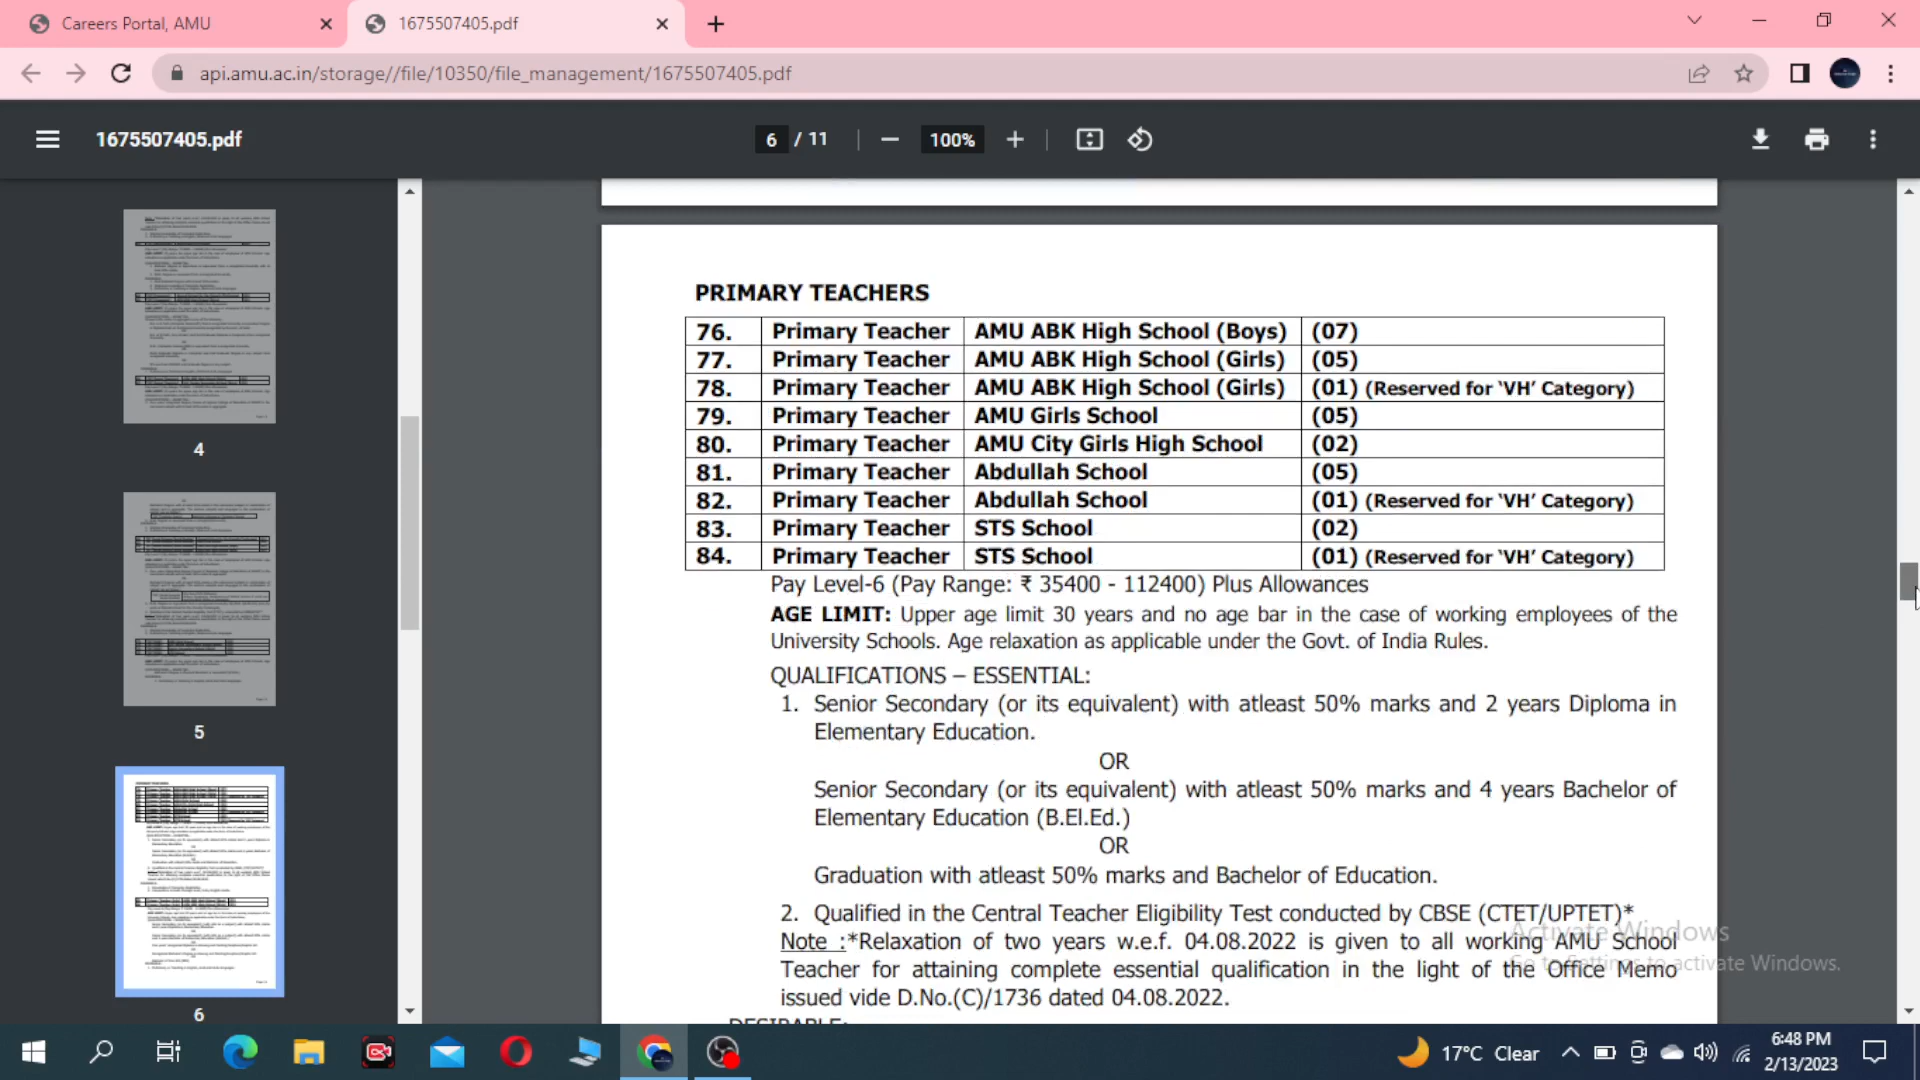 Careers Portal, AMU
1675507405.pdf
api.amu.ac.in/storage//file/10350/file_management/1675507405.pdf
1675507405.pdf
6 / 11
100%
4
5
6
PRIMARY TEACHERS
76. Primary Teacher AMU ABK High School (Boys) (07)
77. Primary Teacher AMU ABK High School (Girls) (05)
78. Primary Teacher AMU ABK High School (Girls) (01) (Reserved for ‘VH’ Category)
79. Primary Teacher AMU Girls School (05)
80. Primary Teacher AMU City Girls High School (02)
81. Primary Teacher Abdullah School (05)
82. Primary Teacher Abdullah School (01) (Reserved for ‘VH’ Category)
83. Primary Teacher STS School (02)
84. Primary Teacher STS School (01) (Reserved for ‘VH’ Category)
Pay Level-6 (Pay Range: ₹ 35400 - 112400) Plus Allowances
AGE LIMIT: Upper age limit 30 years and no age bar in the case of working employees of the
University Schools. Age relaxation as applicable under the Govt. of India Rules.
QUALIFICATIONS – ESSENTIAL:
1. Senior Secondary (or its equivalent) with atleast 50% marks and 2 years Diploma in
Elementary Education.
OR
Senior Secondary (or its equivalent) with atleast 50% marks and 4 years Bachelor of
Elementary Education (B.El.Ed.)
OR
Graduation with atleast 50% marks and Bachelor of Education.
2. Qualified in the Central Teacher Eligibility Test conducted by CBSE (CTET/UPTET)*
Note :*Relaxation of two years w.e.f. 04.08.2022 is given to all working AMU School
Teacher for attaining complete essential qualification in the light of the Office Memo
issued vide D.No.(C)/1736 dated 04.08.2022.
DESIRABLE:
Activate Windows
Go to Settings to activate Windows.
17°C Clear
6:48 PM
2/13/2023